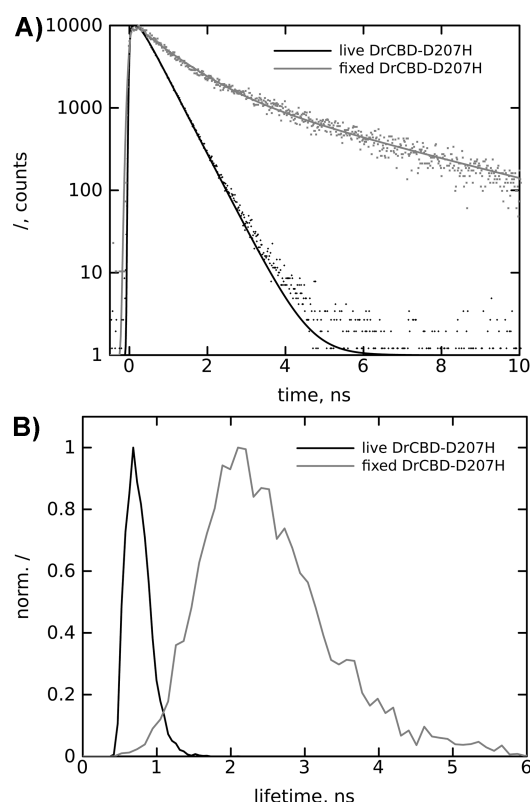 A)
10000
live DrCBD-D207H
fixed DrCBD-D207H
1000
I, counts
100
10
1
0 2 4 6 8 10
time, ns
B)
1
live DrCBD-D207H
fixed DrCBD-D207H
0.8
norm. I
0.6
0.4
0.2
0
0 1 2 3 4 5 6
lifetime, ns